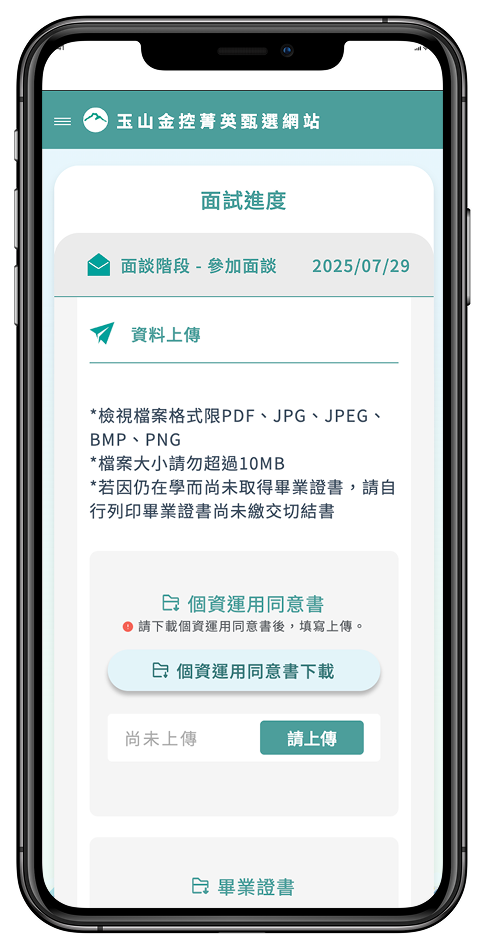 玉山金控菁英甄選網站
面試進度
面談階段 - 參加面談 2025/07/29
資料上傳
*檢視檔案格式限PDF、JPG、JPEG、
BMP、PNG
*檔案大小請勿超過10MB
*若因仍在學而尚未取得畢業證書，請自
行列印畢業證書尚未繳交切結書
個資運用同意書
請下載個資運用同意書後，填寫上傳。
個資運用同意書下載
尚未上傳 請上傳
畢業證書